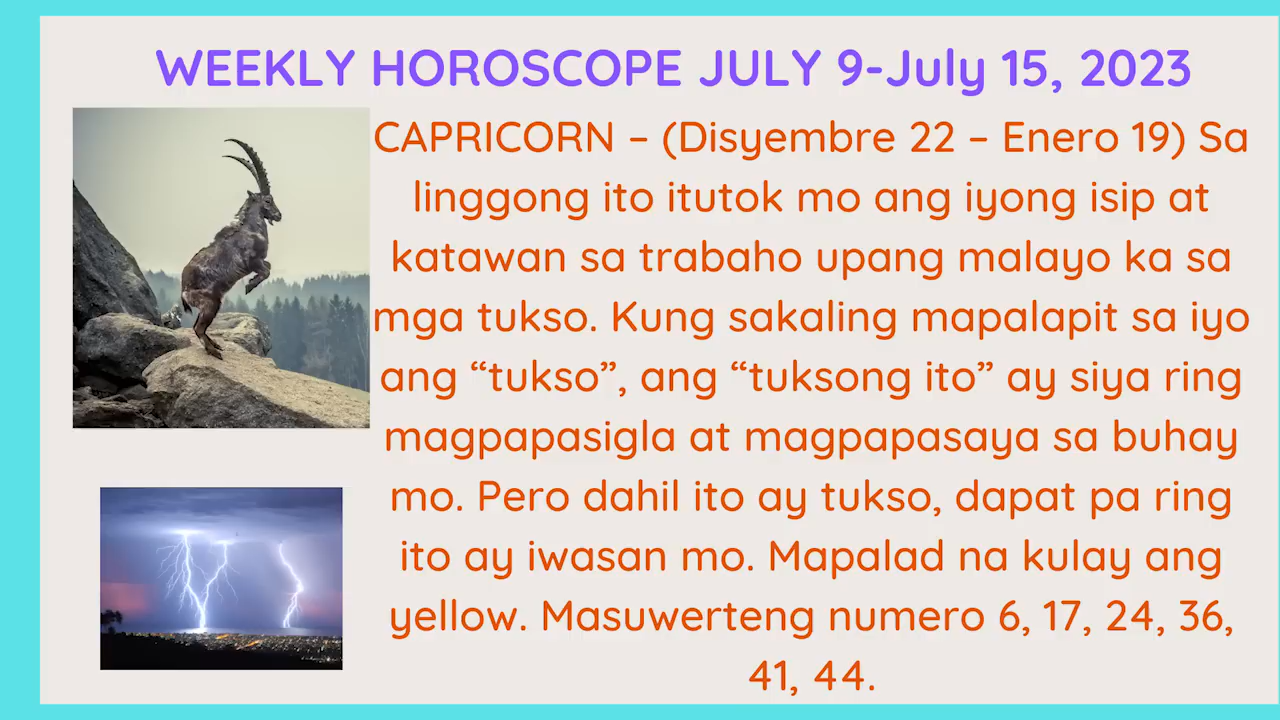 WEEKLY HOROSCOPE JULY 9-July 15, 2023
CAPRICORN – (Disyembre 22 – Enero 19) Sa
linggong ito itutok mo ang iyong isip at
katawan sa trabaho upang malayo ka sa
mga tukso. Kung sakaling mapalapit sa iyo
ang “tukso”, ang “tuksong ito” ay siya ring
magpapasigla at magpapasaya sa buhay
mo. Pero dahil ito ay tukso, dapat pa ring
ito ay iwasan mo. Mapalad na kulay ang
yellow. Masuwerteng numero 6, 17, 24, 36,
41, 44.